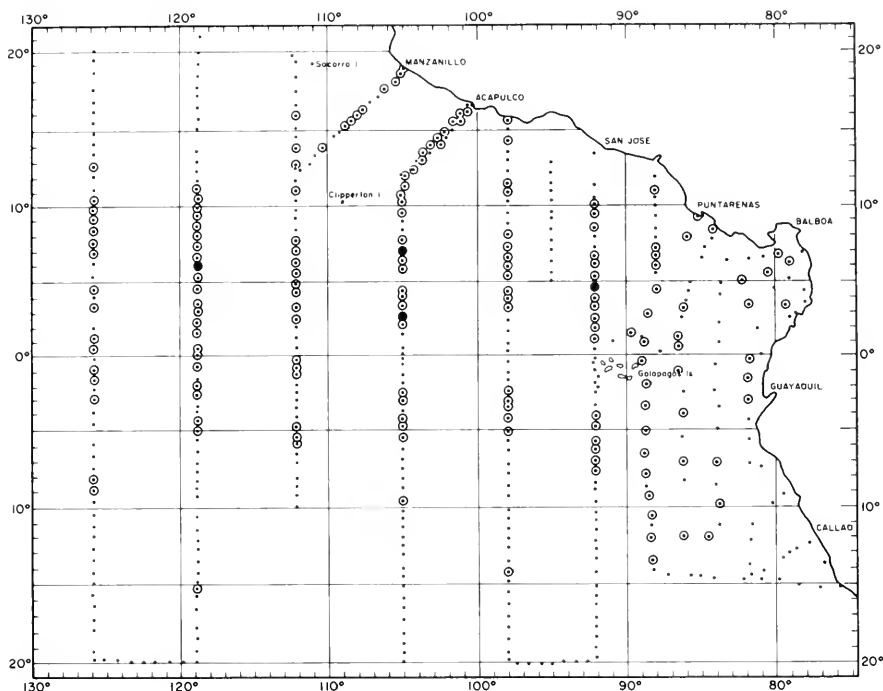 130° 120° 110° 100° 90° 80°
20° 20°
Socorro I.
MANZANILLO
ACAPULCO
SAN JOSE
Clipperton I.
10° 10°
PUNTARENAS
BALBOA
0° 0°
Galapagos Is.
GUAYAQUIL
10° 10°
CALLAO
20° 20°
130° 120° 110° 100° 90° 80°